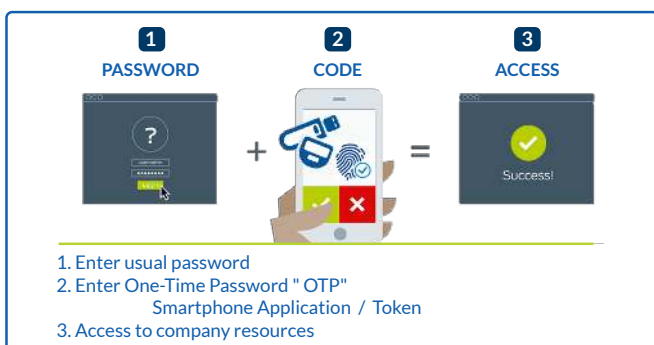 1 2 3
PASSWORD CODE ACCESS
?
Success!
1. Enter usual password
2. Enter One-Time Password " OTP"
Smartphone Application / Token
3. Access to company resources